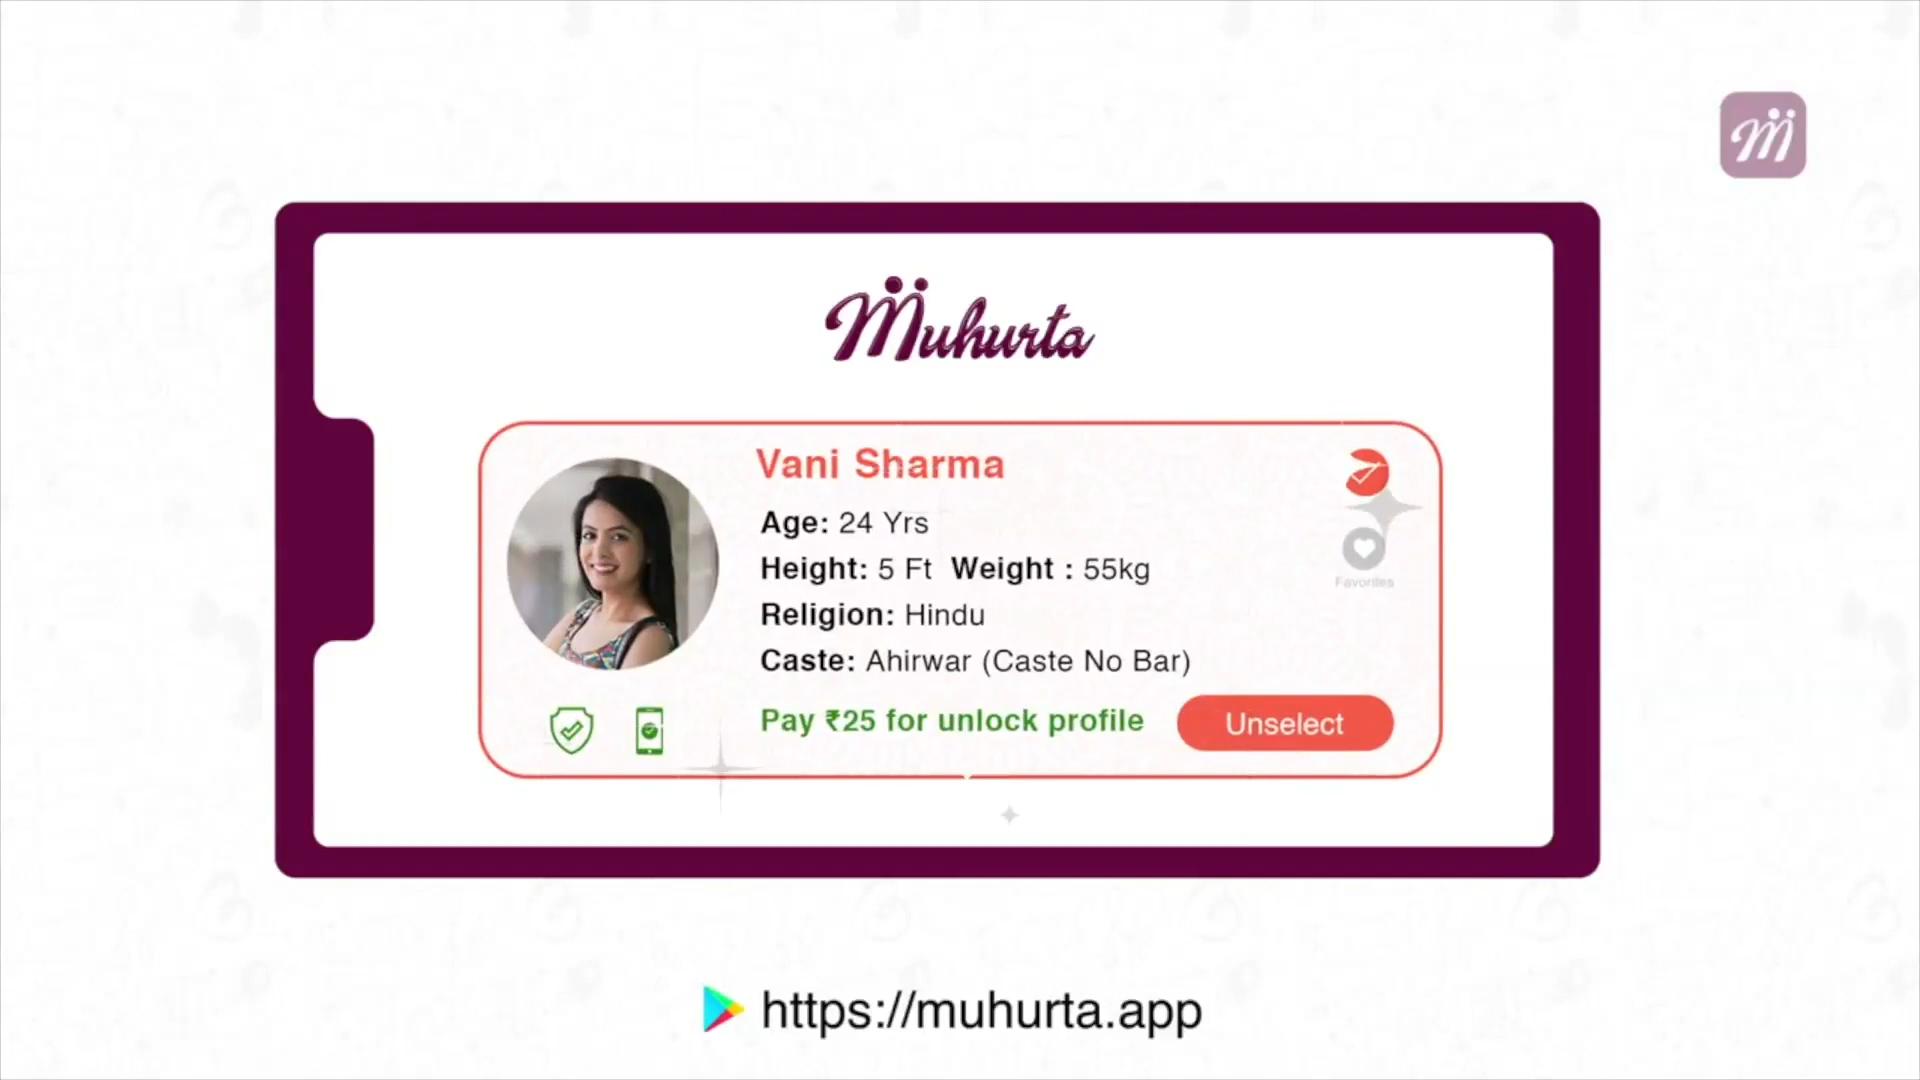 m
Muhurta
Vani Sharma
Age: 24 Yrs
Height: 5 Ft Weight : 55kg
Favorites
Religion: Hindu
Caste: Ahirwar (Caste No Bar)
Pay ₹25 for unlock profile
Unselect
https://muhurta.app